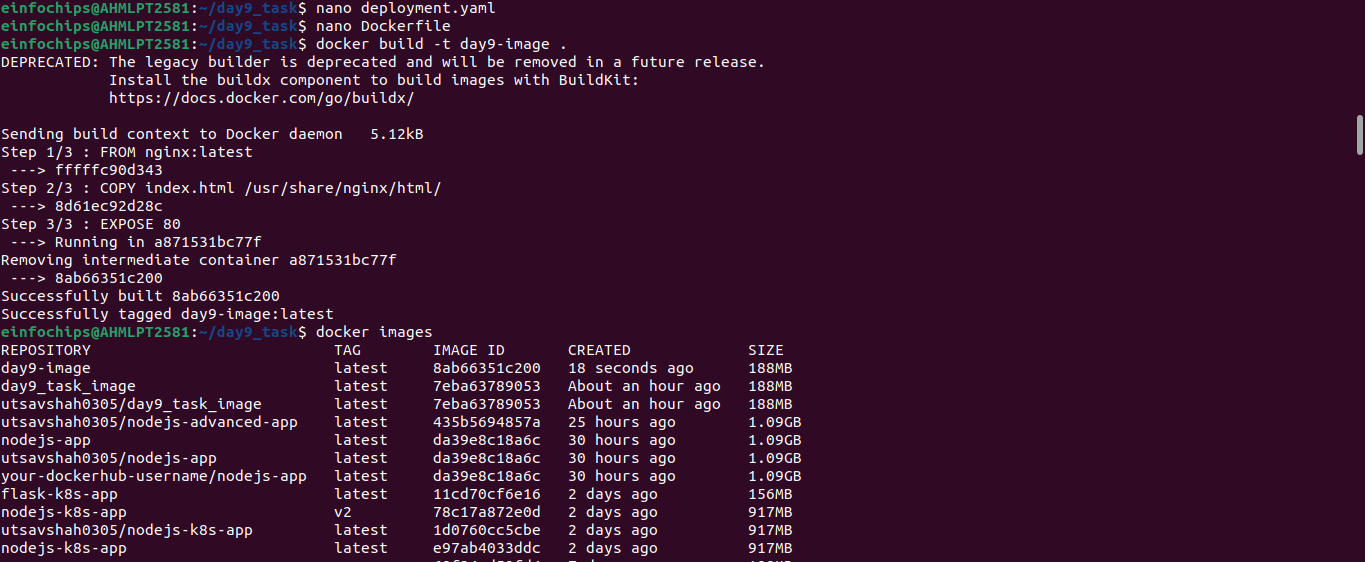 einfochips@AHMLPT2581:~/day9_task$ nano deployment.yaml
einfochips@AHMLPT2581:~/day9_task$ nano Dockerfile
einfochips@AHMLPT2581:~/day9_task$ docker build -t day9-image .
DEPRECATED: The legacy builder is deprecated and will be removed in a future release.
            Install the buildx component to build images with BuildKit:
            https://docs.docker.com/go/buildx/

Sending build context to Docker daemon   5.12kB
Step 1/3 : FROM nginx:latest
 ---> fffffc90d343
Step 2/3 : COPY index.html /usr/share/nginx/html/
 ---> 8d61ec92d28c
Step 3/3 : EXPOSE 80
 ---> Running in a871531bc77f
Removing intermediate container a871531bc77f
 ---> 8ab66351c200
Successfully built 8ab66351c200
Successfully tagged day9-image:latest
einfochips@AHMLPT2581:~/day9_task$ docker images
REPOSITORY                           TAG        IMAGE ID       CREATED             SIZE
day9-image                           latest     8ab66351c200   18 seconds ago      188MB
day9_task_image                      latest     7eba63789053   About an hour ago   188MB
utsavshah0305/day9_task_image        latest     7eba63789053   About an hour ago   188MB
utsavshah0305/nodejs-advanced-app    latest     435b5694857a   25 hours ago        1.09GB
nodejs-app                           latest     da39e8c18a6c   30 hours ago        1.09GB
utsavshah0305/nodejs-app             latest     da39e8c18a6c   30 hours ago        1.09GB
your-dockerhub-username/nodejs-app   latest     da39e8c18a6c   30 hours ago        1.09GB
flask-k8s-app                        latest     11cd70cf6e16   2 days ago          156MB
nodejs-k8s-app                       v2         78c17a872e0d   2 days ago          917MB
utsavshah0305/nodejs-k8s-app         latest     1d0760cc5cbe   2 days ago          917MB
nodejs-k8s-app                       latest     e97ab4033ddc   2 days ago          917MB